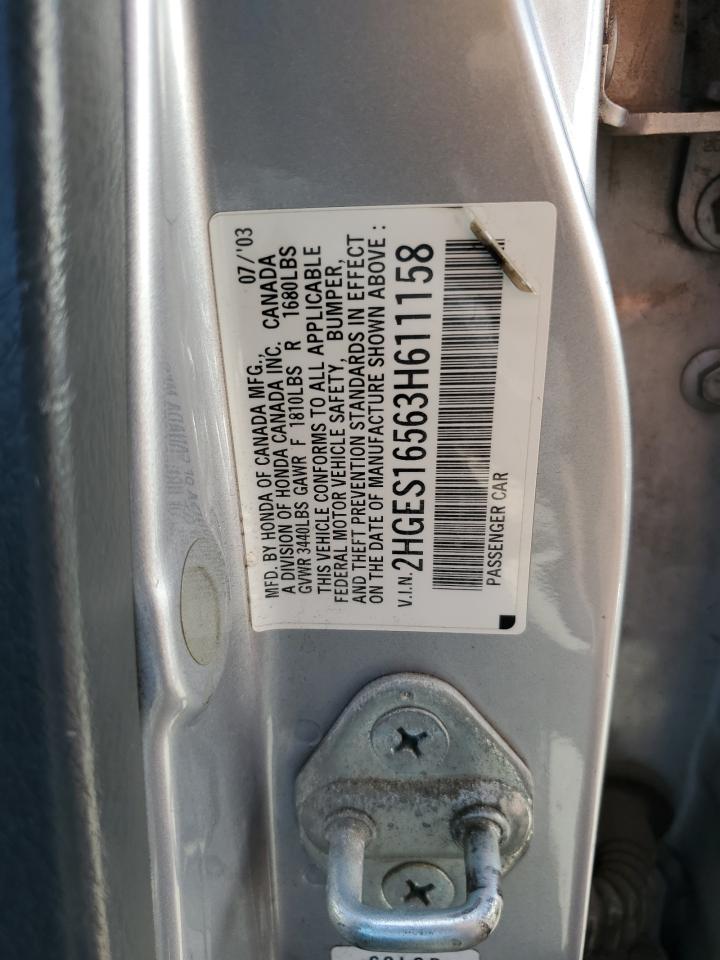 MFD. BY HONDA OF CANADA MFG., 07/'03
A DIVISION OF HONDA CANADA INC. CANADA
GVWR 3440LBS GAWR F 1810LBS R 1680LBS
THIS VEHICLE CONFORMS TO ALL APPLICABLE
FEDERAL MOTOR VEHICLE SAFETY, BUMPER,
AND THEFT PREVENTION STANDARDS IN EFFECT
ON THE DATE OF MANUFACTURE SHOWN ABOVE :
V.I.N. 2HGES16563H611158
PASSENGER CAR